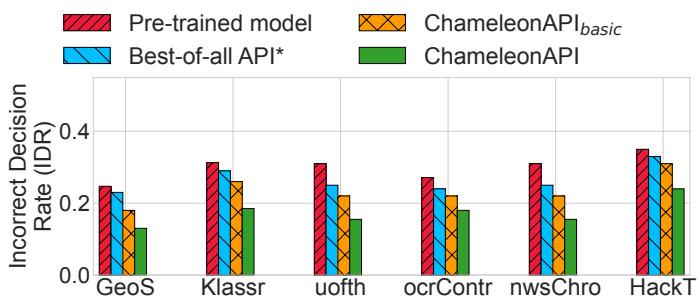 Pre-trained model
ChameleonAPI_basic
Best-of-all API*
ChameleonAPI
Incorrect Decision
Rate (IDR)
0.4
0.2
0.0
GeoS Klassr uofth ocrContr nwsChro HackT